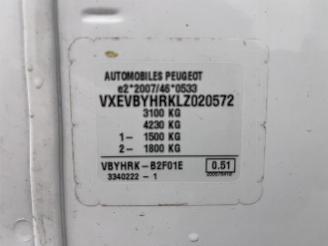 AUTOMOBILES PEUGEOT
e2*2007/46*0533
VXEVBYHRKLZ020572
3100 KG
4230 KG
1- 1500 KG
2- 1800 KG
VBYHRK-B2F01E 0.51
3340222 - 1